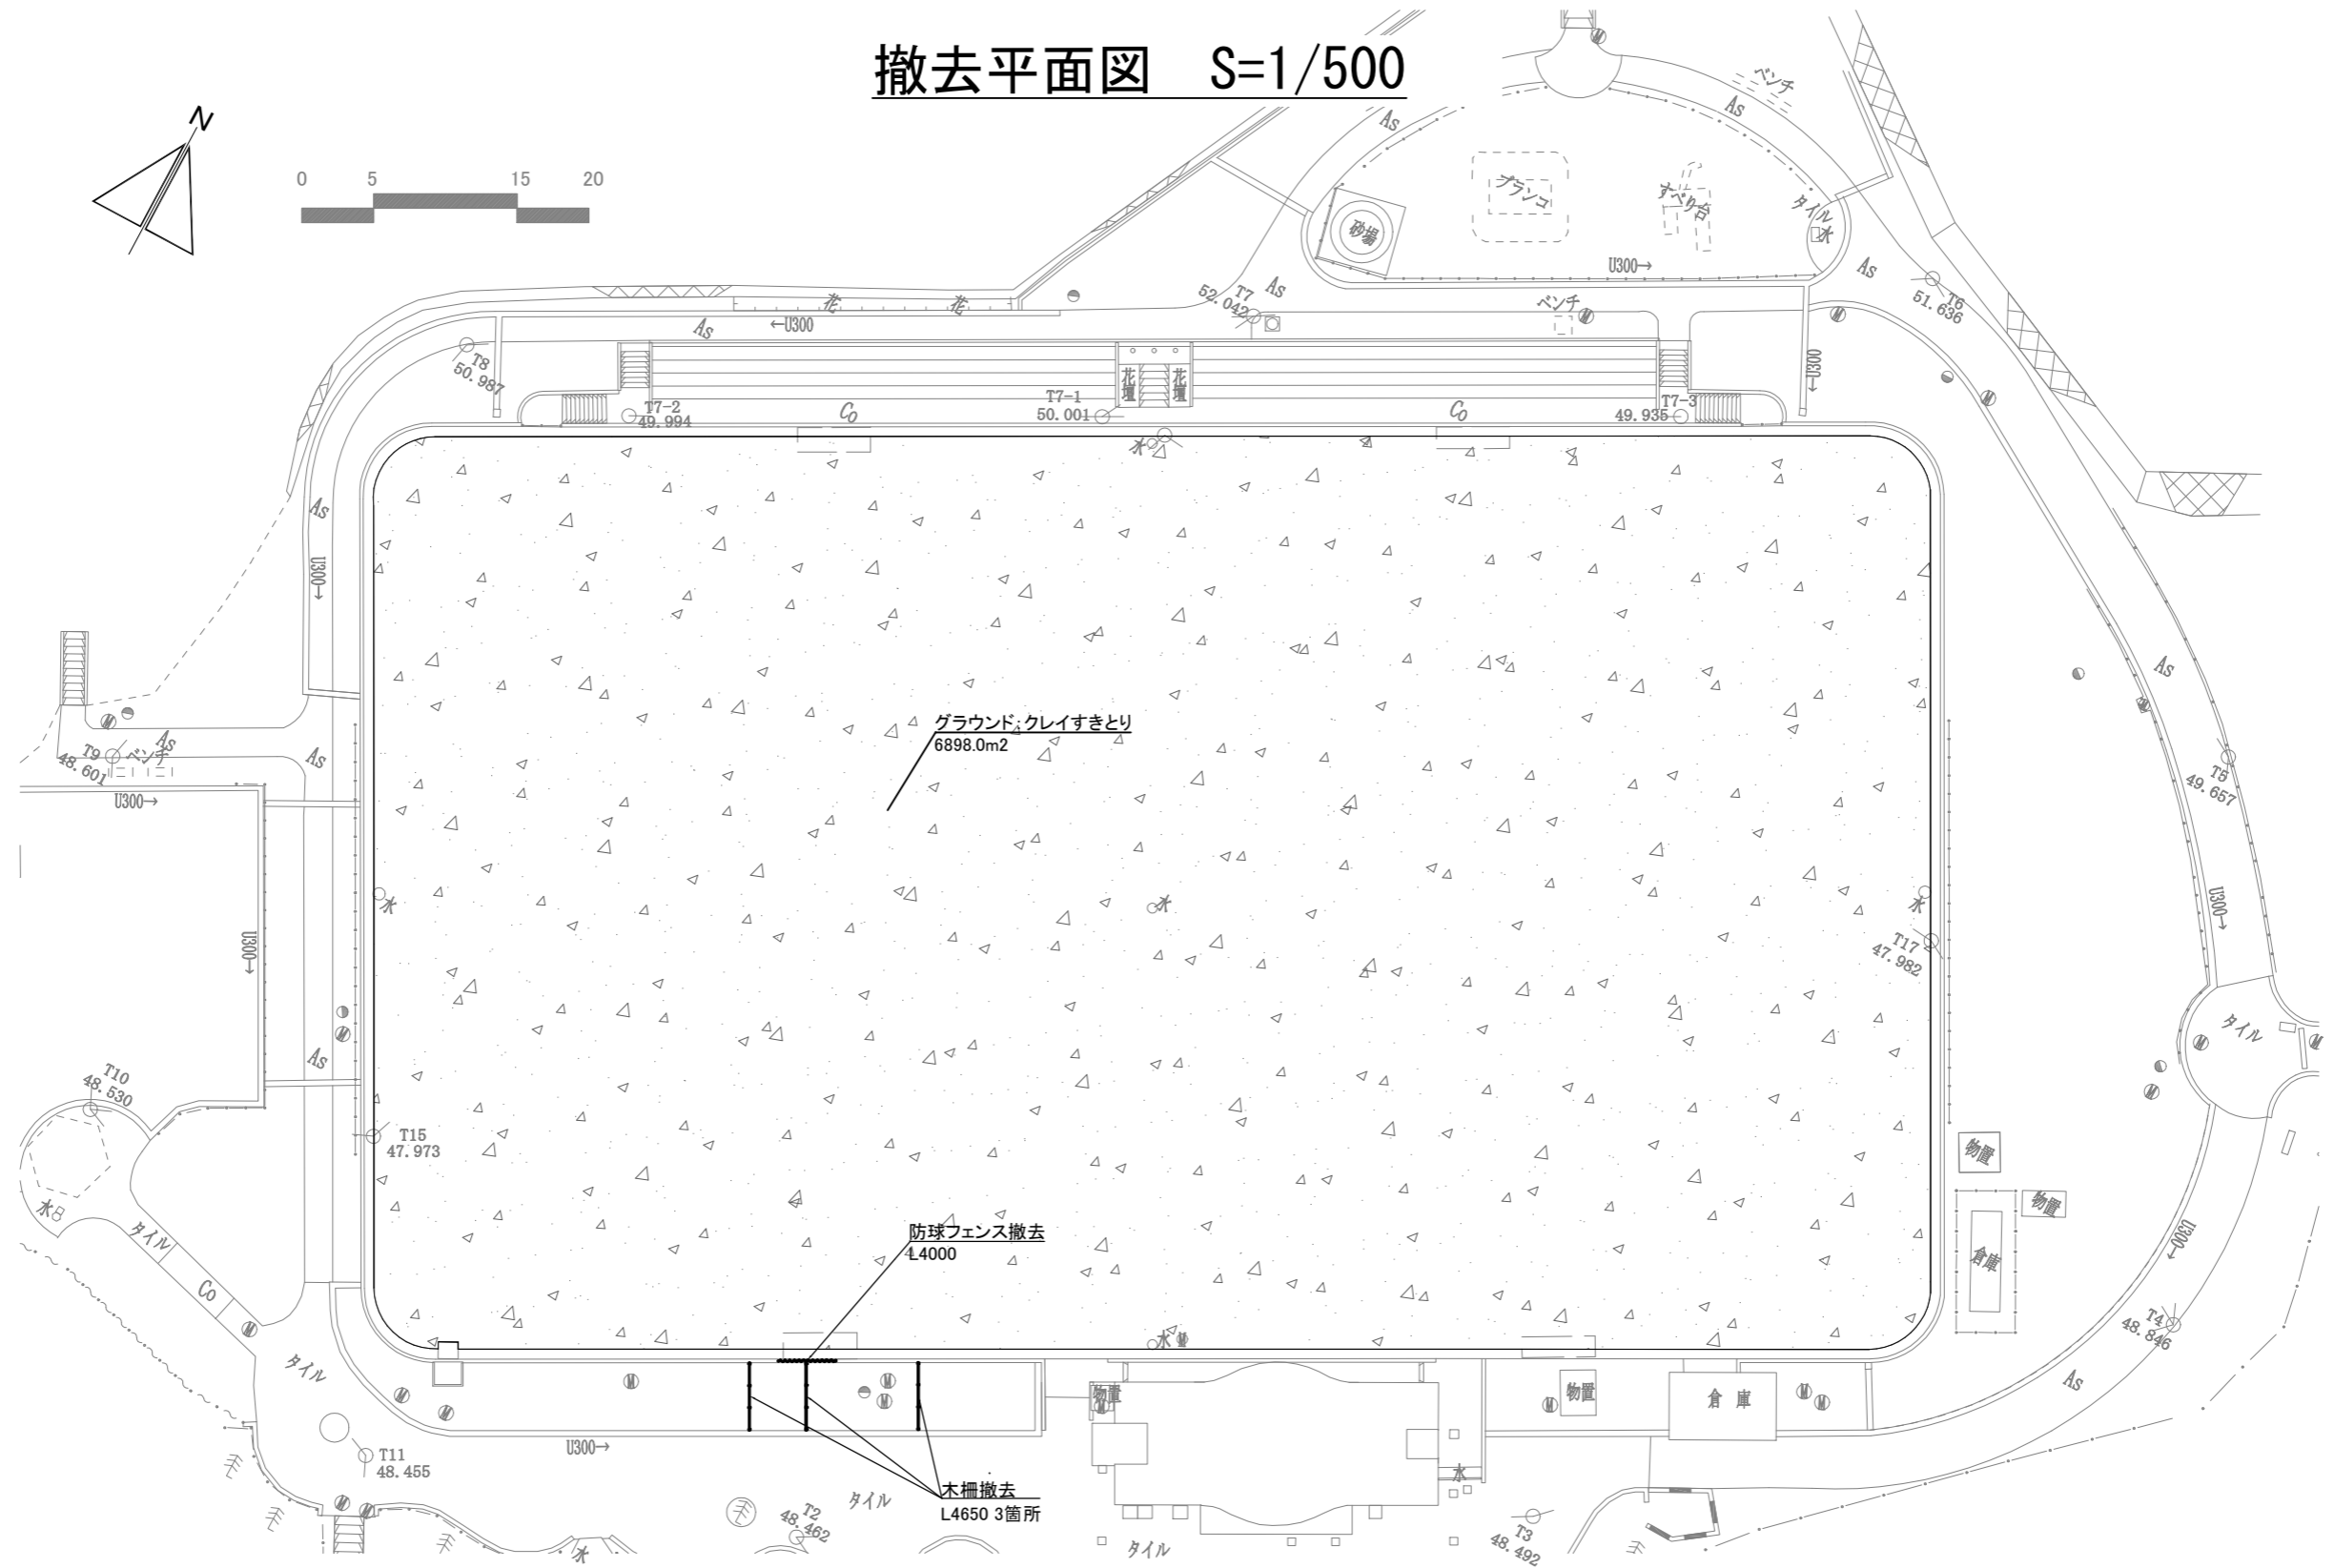 撤去平面図　S=1/500
N
0 5 15 20
ベンチ
As
As
ブランコ
すべり台
タイル
水
砂場
U300→
As
As
T7
52.042
ベンチ
T6
51.636
花 花
←U300
As
T8
50.987
U300→
花壇
花壇
T7-1
50.001
T7-2
49.994
Co
Co
T7-3
49.935
水
As
U300→
グラウンド:クレイすきとり
6898.0m2
As
T9
48.601
ベンチ
As
As
U300→
T5
49.657
水
水
水
U300→
U300→
T17
47.982
As
タイル
T10
48.530
T15
47.973
物置
物置
水
タイル
Co
防球フェンス撤去
L4000
倉庫
U300→
T4
48.846
水
タイル
As
物置
物置
倉庫
U300→
T11
48.455
木柵撤去
L4650 3箇所
水
タイル
T2
48.462
T3
48.492
タイル
水